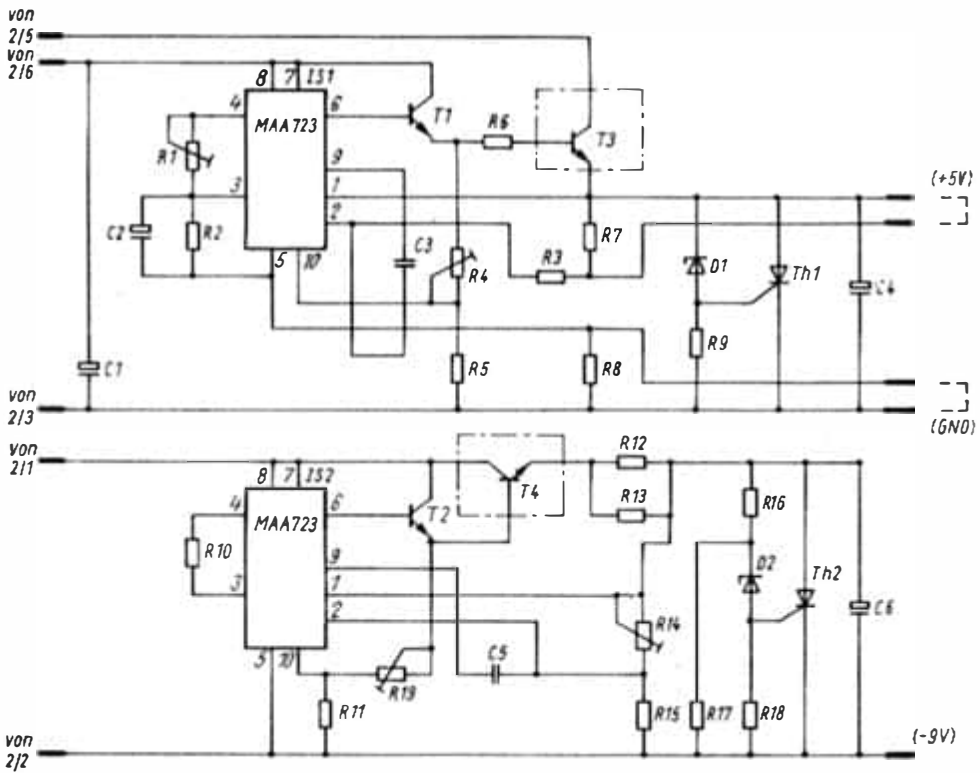 von
2/5
von
2/6
8 7 IS1
4 MAA723 6
T1
R6
T3
R1
9
3
1
2
(+5V)
C2
R2
5 10
C3
R4
R3
R7
D1
Th1
C4
C1
R5
R8
R9
von
2/3
(GND)
von
2/1
8 7 IS2
4 MAA723 6
T2
T4
R12
R13
R16
R10
9
3
1
2
D2
Th2
C6
R14
5 10
R19
C5
R11
R15
R17
R18
von
2/2
(-9V)